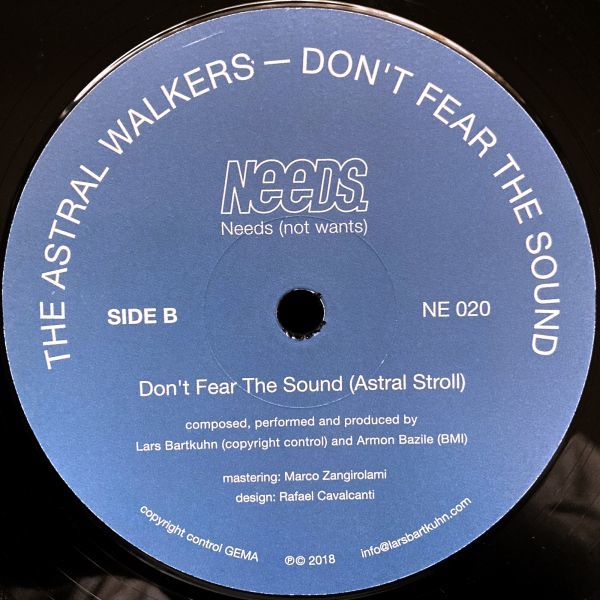 THE ASTRAL WALKERS – DON'T FEAR THE SOUND
NEEDS.
Needs (not wants)
SIDE B
NE 020
Don't Fear The Sound (Astral Stroll)
composed, performed and produced by
Lars Bartkuhn (copyright control) and Armon Bazile (BMI)
mastering: Marco Zangirolami
design: Rafael Cavalcanti
copyright control GEMA
℗© 2018
info@larsbartkuhn.com